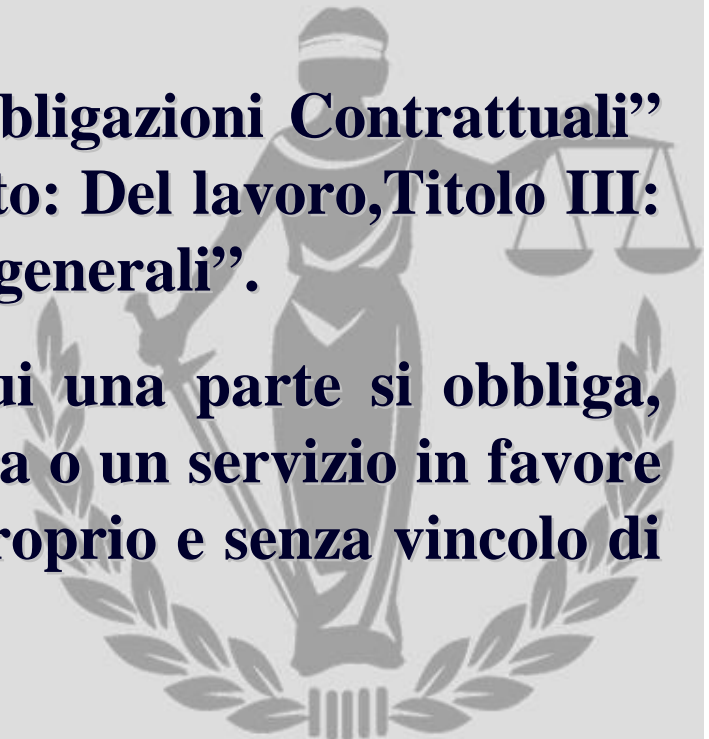 bligazioni Contrattuali”
to: Del lavoro,Titolo III:
generali”.
ui una parte si obbliga,
a o un servizio in favore
roprio e senza vincolo di